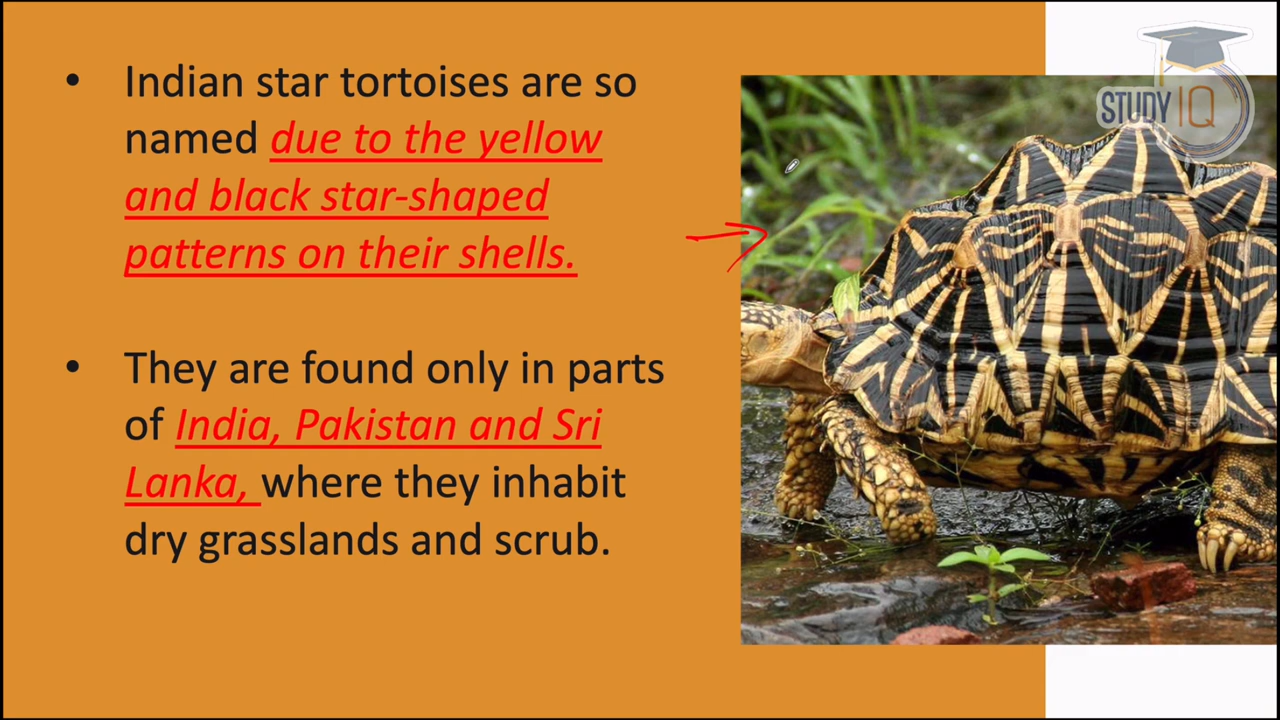 • Indian star tortoises are so
named due to the yellow
and black star-shaped
patterns on their shells.
• They are found only in parts
of India, Pakistan and Sri
Lanka, where they inhabit
dry grasslands and scrub.
STUDY IQ